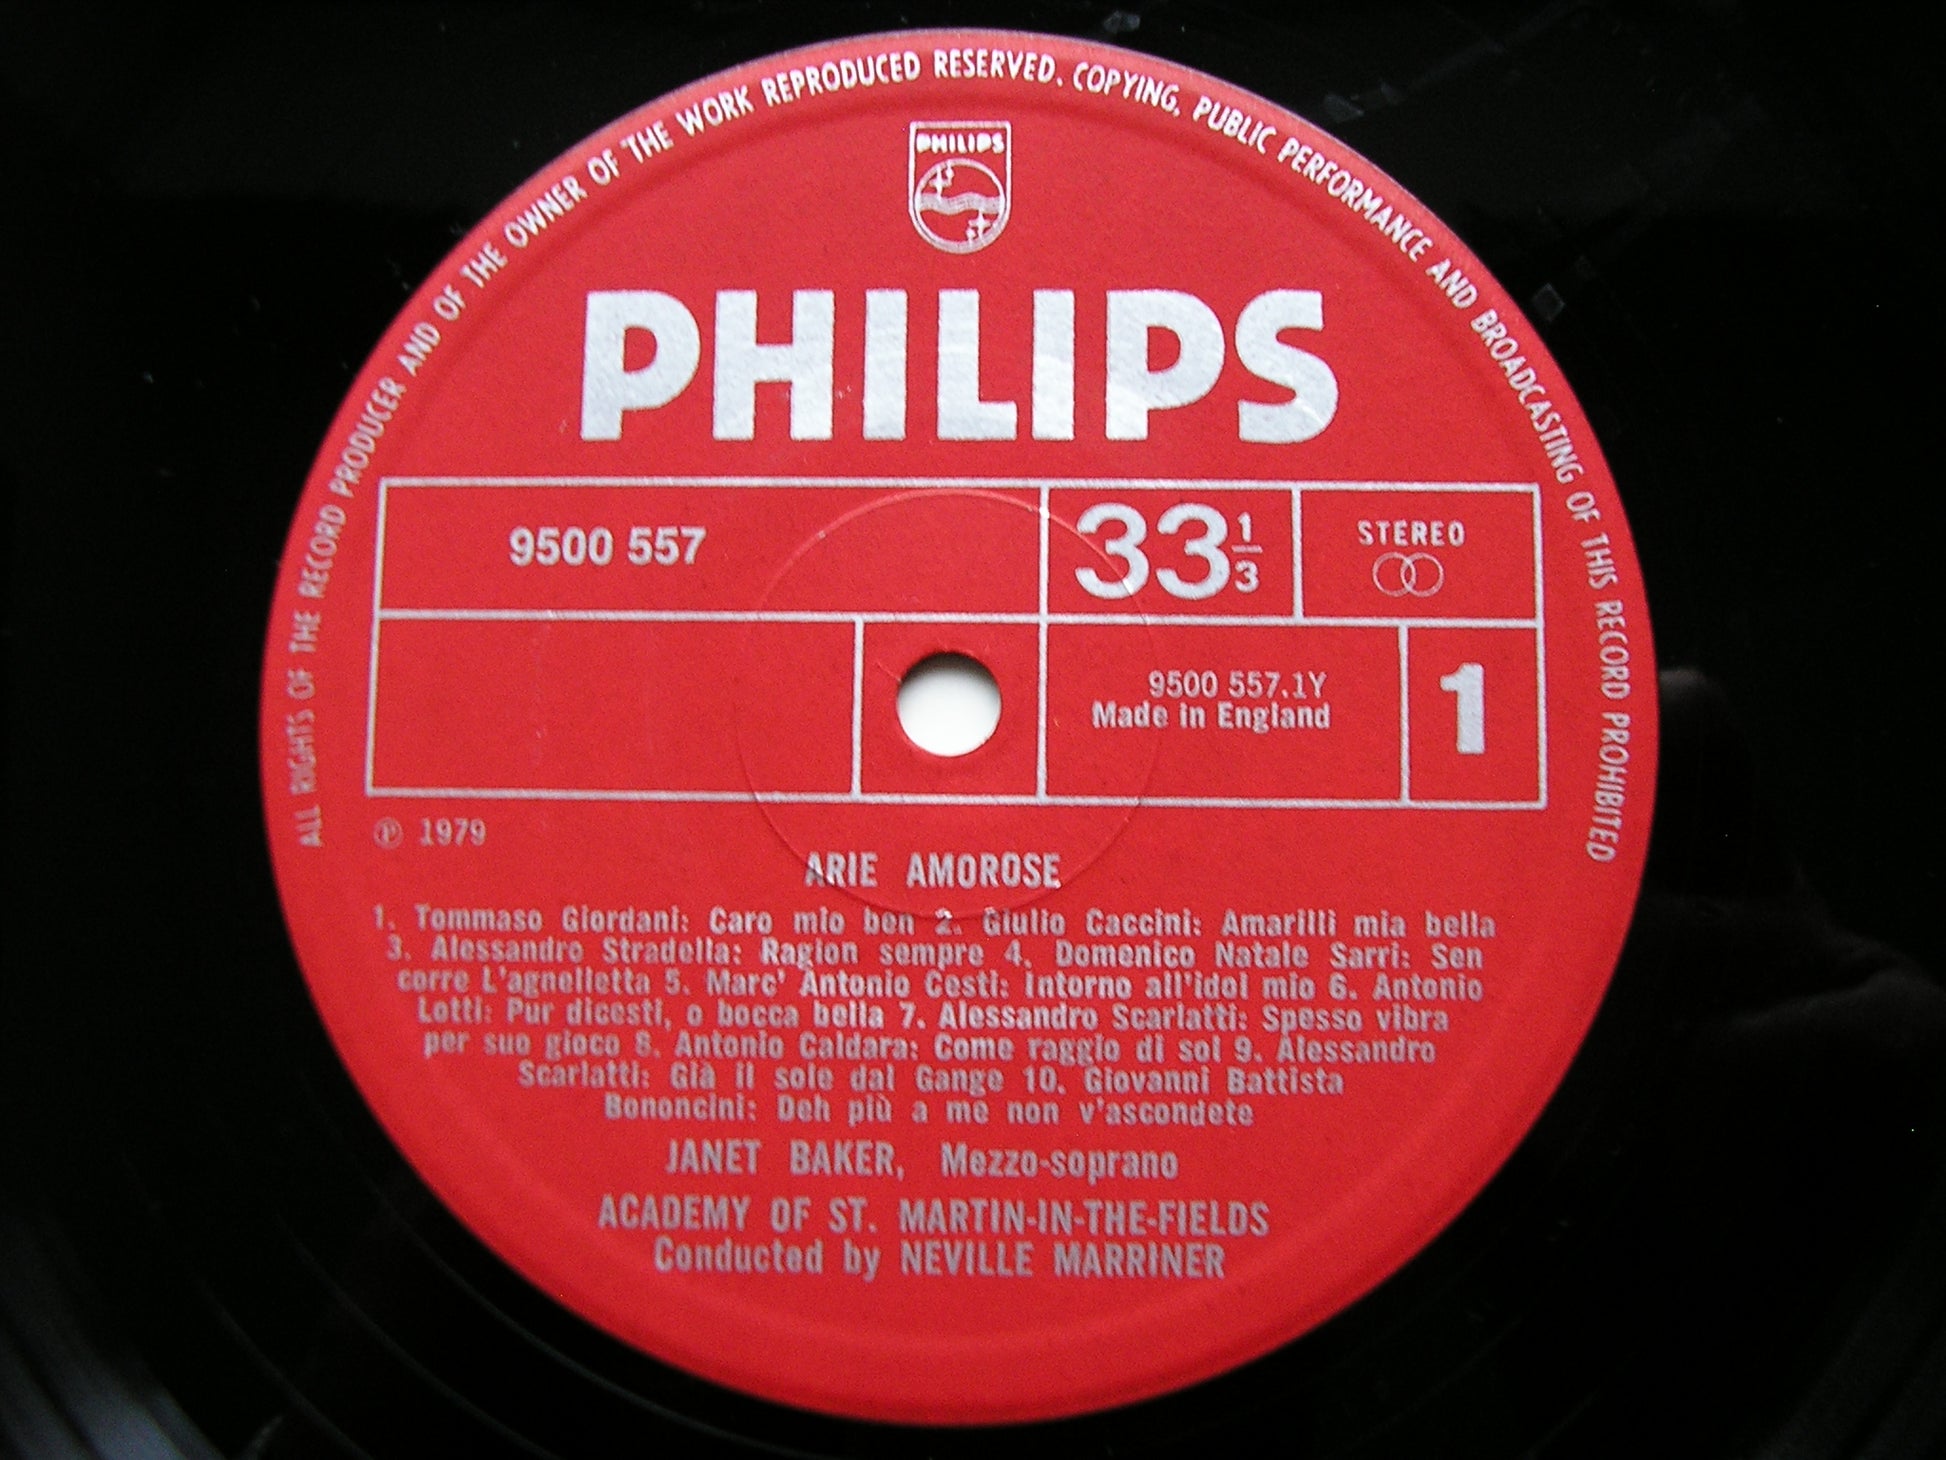 ALL RIGHTS OF THE RECORD PRODUCER AND OF THE OWNER OF THE WORK REPRODUCED RESERVED. COPYING, PUBLIC PERFORMANCE AND BROADCASTING OF THIS RECORD PROHIBITED
PHILIPS
PHILIPS
9500 557
33 1/3
STEREO
9500 557.1Y
Made in England
1
℗ 1979
ARIE AMOROSE
1. Tommaso Giordani: Caro mio ben 2. Giulio Caccini: Amarilli mia bella
3. Alessandro Stradella: Ragion sempre 4. Domenico Natale Sarri: Sen
corre L'agnelletta 5. Marc' Antonio Cesti: Intorno all'idol mio 6. Antonio
Lotti: Pur dicesti, o bocca bella 7. Alessandro Scarlatti: Spesso vibra
per suo gioco 8. Antonio Caldara: Come raggio di sol 9. Alessandro
Scarlatti: Già il sole dal Gange 10. Giovanni Battista
Bononcini: Deh più a me non v'ascondete
JANET BAKER, Mezzo-soprano
ACADEMY OF ST. MARTIN-IN-THE-FIELDS
Conducted by NEVILLE MARRINER